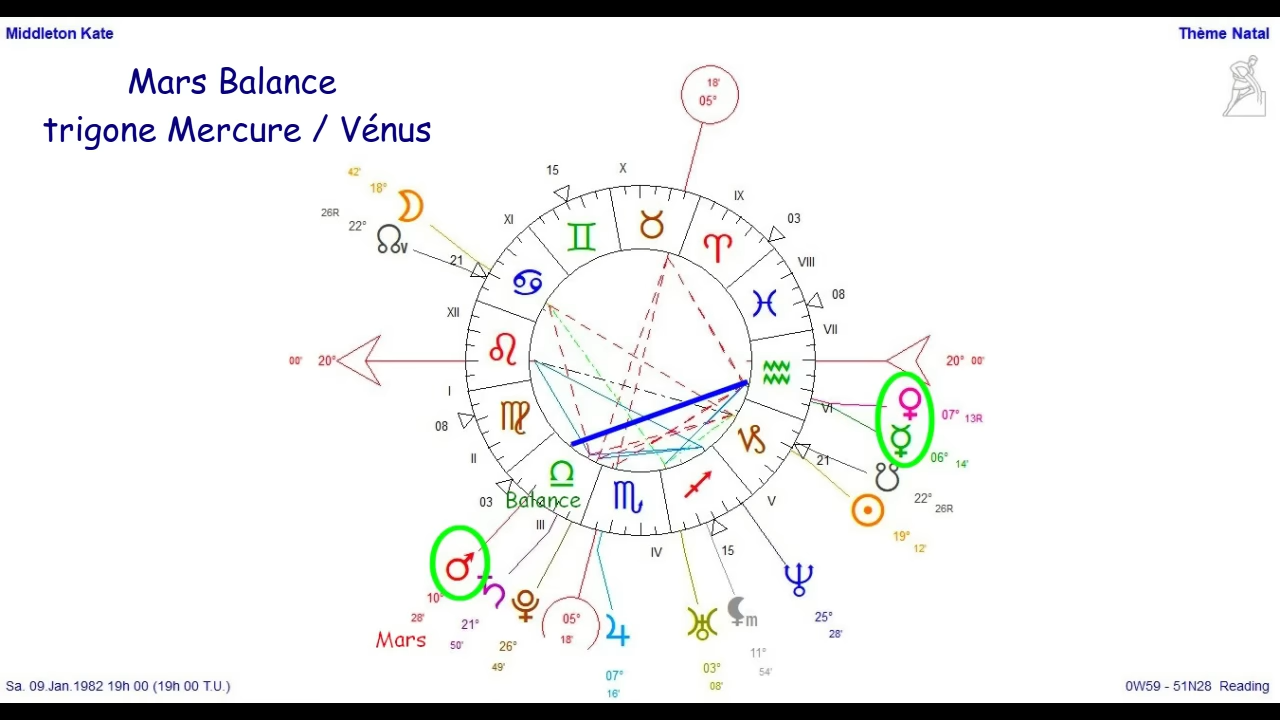 Middleton Kate
Thème Natal
Mars Balance
trigone Mercure / Vénus
18'
05°
42'
18°
26R
22°
15
X
IX
XI
03
21
VIII
08
XII
VII
00' 20°
20° 00'
I
VI
07° 13R
08
06° 14'
II
21
22° 26R
03
Balance
V
III
19°
12'
IV
15
10°
28'
Mars
21°
50'
26°
49'
05°
18'
07°
16'
03°
08'
m
11°
54'
25°
28'
Sa. 09.Jan.1982 19h 00 (19h 00 T.U.)
0W59 - 51N28 Reading